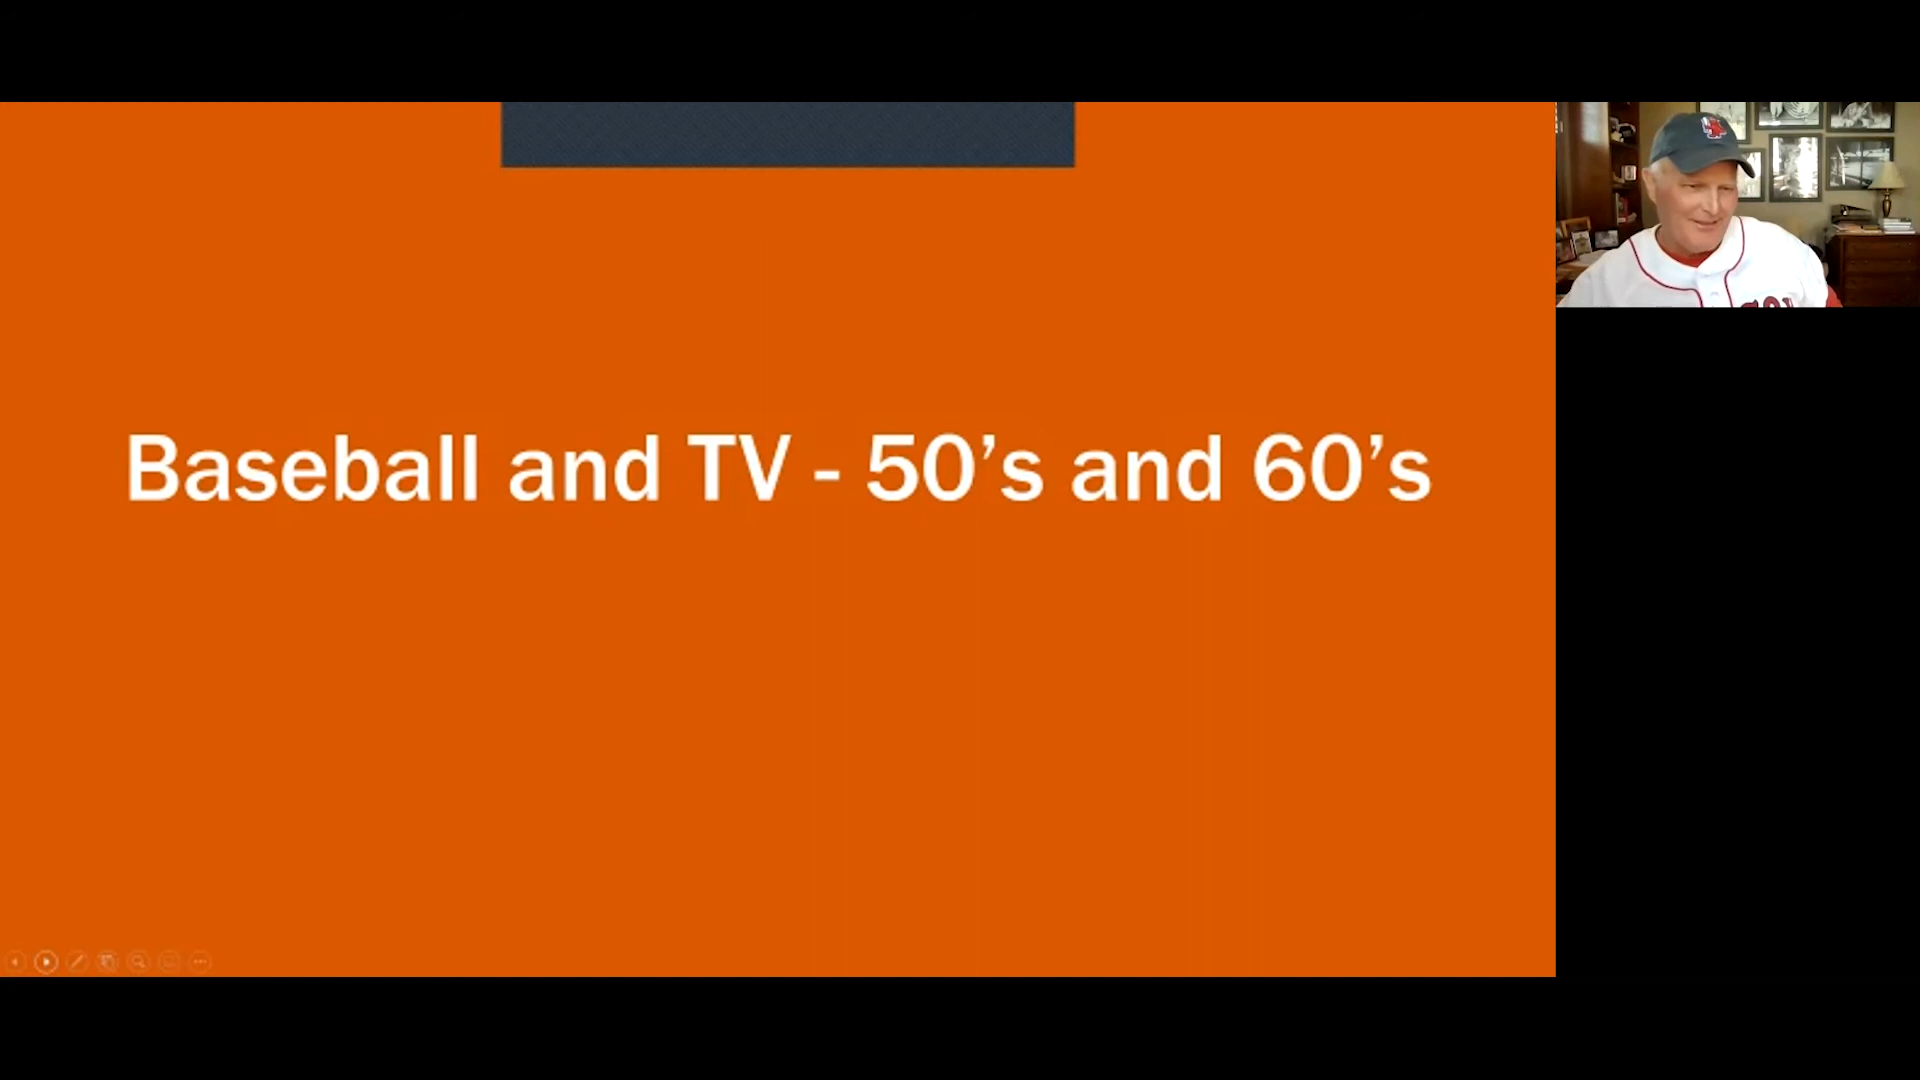 Baseball and TV - 50’s and 60’s